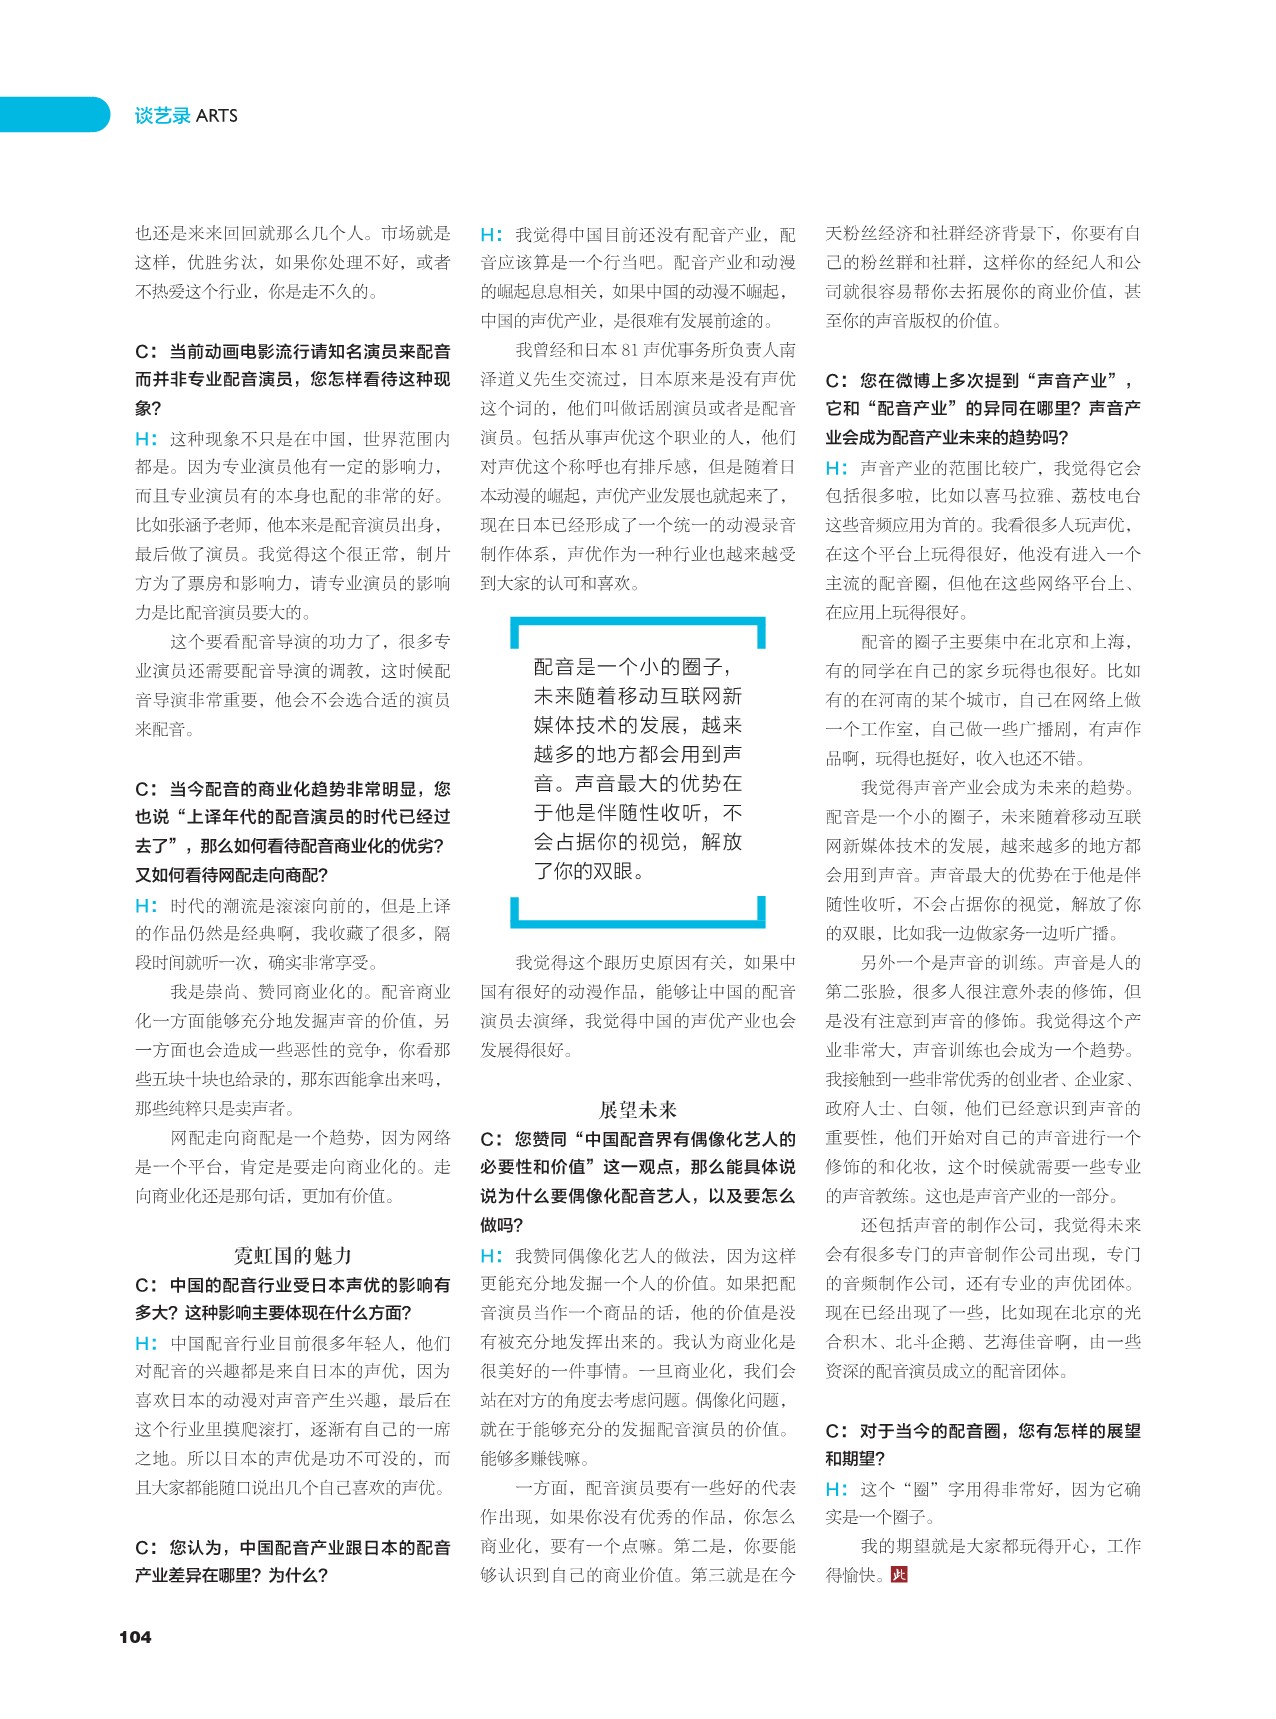 谈艺录 ARTS
也还是来来回回就那么几个人。市场就是
这样，优胜劣汰，如果你处理不好，或者
不热爱这个行业，你是走不久的。
C：当前动画电影流行请知名演员来配音
而并非专业配音演员，您怎样看待这种现
象？
H：这种现象不只是在中国，世界范围内
都是。因为专业演员他有一定的影响力，
而且专业演员有的本身也配的非常的好。
比如张涵予老师，他本来是配音演员出身，
最后做了演员。我觉得这个很正常，制片
方为了票房和影响力，请专业演员的影响
力是比配音演员要大的。
这个要看配音导演的功力了，很多专
业演员还需要配音导演的调教，这时候配
音导演非常重要，他会不会选合适的演员
来配音。
C：当今配音的商业化趋势非常明显，您
也说“上译年代的配音演员的时代已经过
去了”，那么如何看待配音商业化的优劣？
又如何看待网配走向商配？
H：时代的潮流是滚滚向前的，但是上译
的作品仍然是经典啊，我收藏了很多，隔
段时间就听一次，确实非常享受。
我是崇尚、赞同商业化的。配音商业
化一方面能够充分地发掘声音的价值，另
一方面也会造成一些恶性的竞争，你看那
些五块十块也给录的，那东西能拿出来吗，
那些纯粹只是卖声者。
网配走向商配是一个趋势，因为网络
是一个平台，肯定是要走向商业化的。走
向商业化还是那句话，更加有价值。
霓虹国的魅力
C：中国的配音行业受日本声优的影响有
多大？这种影响主要体现在什么方面？
H：中国配音行业目前很多年轻人，他们
对配音的兴趣都是来自日本的声优，因为
喜欢日本的动漫对声音产生兴趣，最后在
这个行业里摸爬滚打，逐渐有自己的一席
之地。所以日本的声优是功不可没的，而
且大家都能随口说出几个自己喜欢的声优。
C：您认为，中国配音产业跟日本的配音
产业差异在哪里？为什么？
H：我觉得中国目前还没有配音产业，配
音应该算是一个行当吧。配音产业和动漫
的崛起息息相关，如果中国的动漫不崛起，
中国的声优产业，是很难有发展前途的。
我曾经和日本 81 声优事务所负责人南
泽道义先生交流过，日本原来是没有声优
这个词的，他们叫做话剧演员或者是配音
演员。包括从事声优这个职业的人，他们
对声优这个称呼也有排斥感，但是随着日
本动漫的崛起，声优产业发展也就起来了，
现在日本已经形成了一个统一的动漫录音
制作体系，声优作为一种行业也越来越受
到大家的认可和喜欢。
配音是一个小的圈子，
未来随着移动互联网新
媒体技术的发展，越来
越多的地方都会用到声
音。声音最大的优势在
于他是伴随性收听，不
会占据你的视觉，解放
了你的双眼。
我觉得这个跟历史原因有关，如果中
国有很好的动漫作品，能够让中国的配音
演员去演绎，我觉得中国的声优产业也会
发展得很好。
展望未来
C：您赞同“中国配音界有偶像化艺人的
必要性和价值”这一观点，那么能具体说
说为什么要偶像化配音艺人，以及要怎么
做吗？
H：我赞同偶像化艺人的做法，因为这样
更能充分地发掘一个人的价值。如果把配
音演员当作一个商品的话，他的价值是没
有被充分地发挥出来的。我认为商业化是
很美好的一件事情。一旦商业化，我们会
站在对方的角度去考虑问题。偶像化问题，
就在于能够充分的发掘配音演员的价值。
能够多赚钱嘛。
一方面，配音演员要有一些好的代表
作出现，如果你没有优秀的作品，你怎么
商业化，要有一个点嘛。第二是，你要能
够认识到自己的商业价值。第三就是在今
天粉丝经济和社群经济背景下，你要有自
己的粉丝群和社群，这样你的经纪人和公
司就很容易帮你去拓展你的商业价值，甚
至你的声音版权的价值。
C：您在微博上多次提到“声音产业”，
它和“配音产业”的异同在哪里？声音产
业会成为配音产业未来的趋势吗？
H：声音产业的范围比较广，我觉得它会
包括很多啦，比如以喜马拉雅、荔枝电台
这些音频应用为首的。我看很多人玩声优，
在这个平台上玩得很好，他没有进入一个
主流的配音圈，但他在这些网络平台上、
在应用上玩得很好。
配音的圈子主要集中在北京和上海，
有的同学在自己的家乡玩得也很好。比如
有的在河南的某个城市，自己在网络上做
一个工作室，自己做一些广播剧，有声作
品啊，玩得也挺好，收入也还不错。
我觉得声音产业会成为未来的趋势。
配音是一个小的圈子，未来随着移动互联
网新媒体技术的发展，越来越多的地方都
会用到声音。声音最大的优势在于他是伴
随性收听，不会占据你的视觉，解放了你
的双眼，比如我一边做家务一边听广播。
另外一个是声音的训练。声音是人的
第二张脸，很多人很注意外表的修饰，但
是没有注意到声音的修饰。我觉得这个产
业非常大，声音训练也会成为一个趋势。
我接触到一些非常优秀的创业者、企业家、
政府人士、白领，他们已经意识到声音的
重要性，他们开始对自己的声音进行一个
修饰的和化妆，这个时候就需要一些专业
的声音教练。这也是声音产业的一部分。
还包括声音的制作公司，我觉得未来
会有很多专门的声音制作公司出现，专门
的音频制作公司，还有专业的声优团体。
现在已经出现了一些，比如现在北京的光
合积木、北斗企鹅、艺海佳音啊，由一些
资深的配音演员成立的配音团体。
C：对于当今的配音圈，您有怎样的展望
和期望？
H：这个“圈”字用得非常好，因为它确
实是一个圈子。
我的期望就是大家都玩得开心，工作
得愉快。此
104